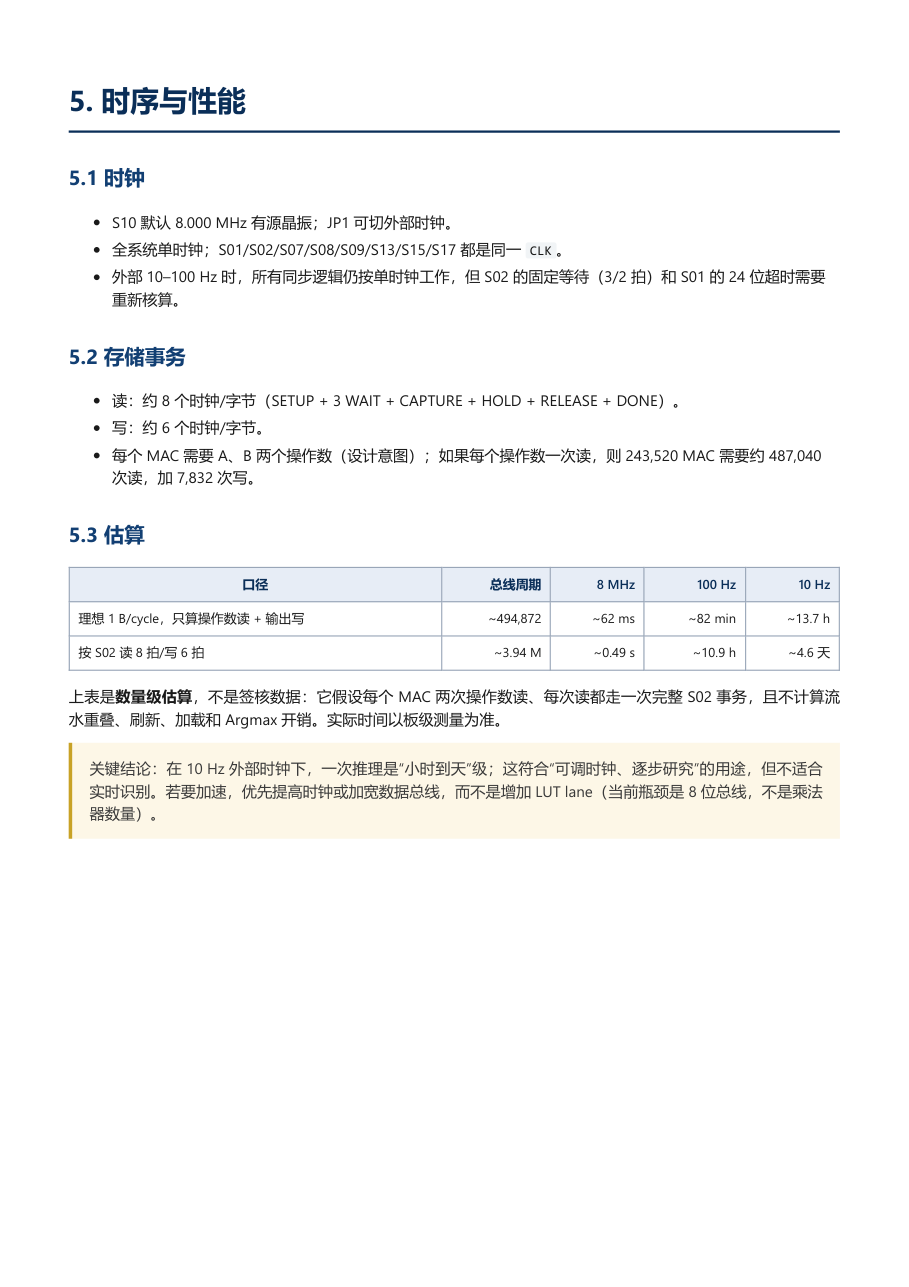 5. 时序与性能
5.1 时钟
• S10 默认 8.000 MHz 有源晶振；JP1 可切外部时钟。
• 全系统单时钟；S01/S02/S07/S08/S09/S13/S15/S17 都是同一 CLK。
• 外部 10–100 Hz 时，所有同步逻辑仍按单时钟工作，但 S02 的固定等待（3/2 拍）和 S01 的 24 位超时需要
重新核算。
5.2 存储事务
• 读：约 8 个时钟/字节（SETUP + 3 WAIT + CAPTURE + HOLD + RELEASE + DONE）。
• 写：约 6 个时钟/字节。
• 每个 MAC 需要 A、B 两个操作数（设计意图）；如果每个操作数一次读，则 243,520 MAC 需要约 487,040
次读，加 7,832 次写。
5.3 估算
口径 总线周期 8 MHz 100 Hz 10 Hz
理想 1 B/cycle，只算操作数读 + 输出写 ~494,872 ~62 ms ~82 min ~13.7 h
按 S02 读 8 拍/写 6 拍 ~3.94 M ~0.49 s ~10.9 h ~4.6 天
上表是数量级估算，不是签核数据：它假设每个 MAC 两次操作数读、每次读都走一次完整 S02 事务，且不计算流
水重叠、刷新、加载和 Argmax 开销。实际时间以板级测量为准。
关键结论：在 10 Hz 外部时钟下，一次推理是“小时到天”级；这符合“可调时钟、逐步研究”的用途，但不适合
实时识别。若要加速，优先提高时钟或加宽数据总线，而不是增加 LUT lane（当前瓶颈是 8 位总线，不是乘法
器数量）。